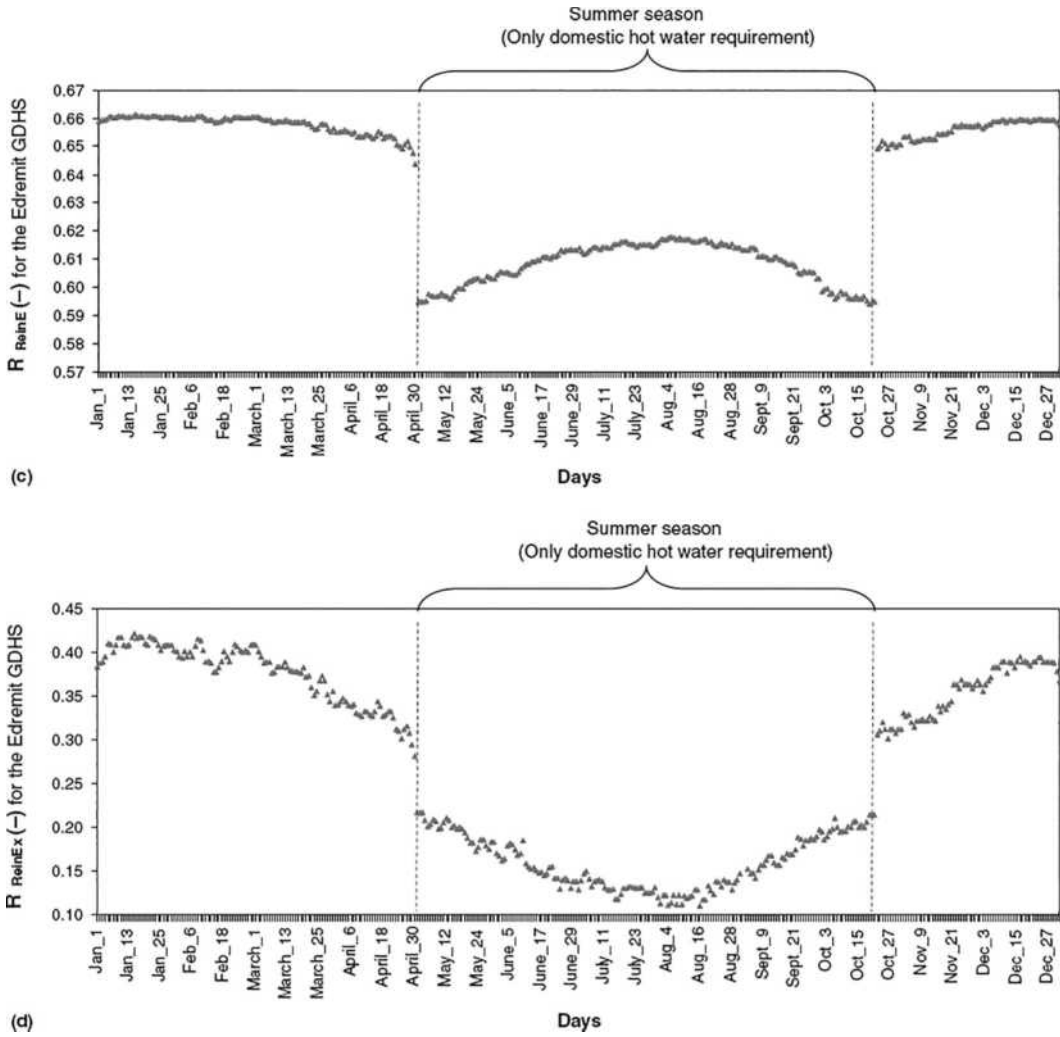 Summer season
(Only domestic hot water requirement)
R ReinE (–) for the Edremit GDHS
0.67
0.66
0.65
0.64
0.62
0.61
0.60
0.59
0.58
0.57
Jan_1
Jan_13
Jan_25
Feb_6
Feb_18
March_1
March_13
March_25
April_6
April_18
April_30
May_12
May_24
June_5
June_17
June_29
July_11
July_23
Aug_4
Aug_16
Aug_28
Sept_9
Sept_21
Oct_3
Oct_15
Oct_27
Nov_9
Nov_21
Dec_3
Dec_15
Dec_27
(c)
Days
Summer season
(Only domestic hot water requirement)
R ReinEx (–) for the Edremit GDHS
0.45
0.40
0.35
0.30
0.25
0.20
0.15
0.10
Jan_1
Jan_13
Jan_25
Feb_6
Feb_18
March_1
March_13
March_25
April_6
April_18
April_30
May_12
May_24
June_5
June_17
June_29
July_11
July_23
Aug_4
Aug_16
Aug_28
Sept_9
Sept_21
Oct_3
Oct_15
Oct_27
Nov_9
Nov_21
Dec_3
Dec_15
Dec_27
(d)
Days